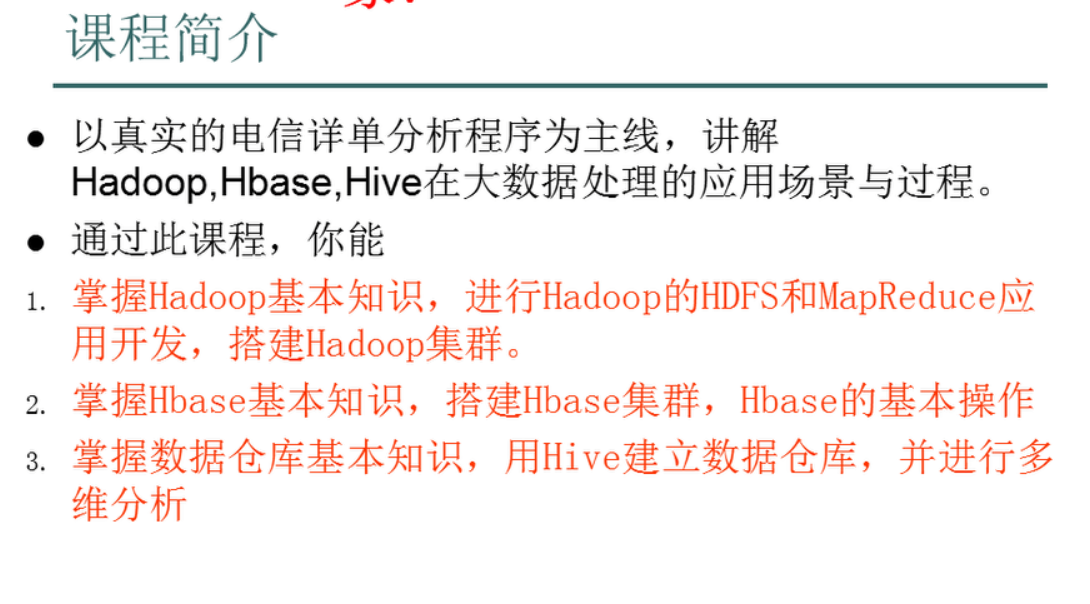 课程简介
● 以真实的电信详单分析程序为主线，讲解
Hadoop,Hbase,Hive在大数据处理的应用场景与过程。
● 通过此课程，你能
1. 掌握Hadoop基本知识，进行Hadoop的HDFS和MapReduce应
用开发，搭建Hadoop集群。
2. 掌握Hbase基本知识，搭建Hbase集群，Hbase的基本操作
3. 掌握数据仓库基本知识，用Hive建立数据仓库，并进行多
维分析